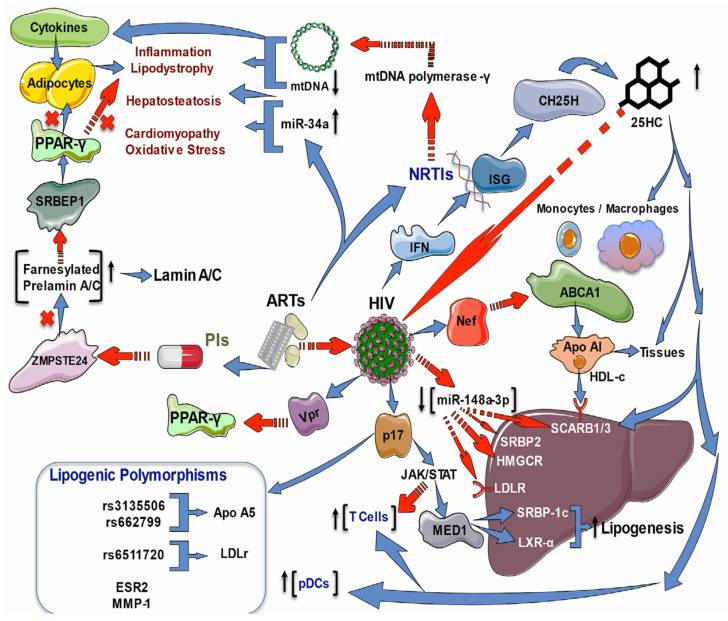 Cytokines
Adipocytes
PPAR-γ
SRBEP1
Farnesylated
Prelamin A/C
Lamin A/C
ZMPSTE24
PIs
Inflammation
Lipodystrophy
Hepatosteatosis
Cardiomyopathy
Oxidative Stress
mtDNA
miR-34a
mtDNA polymerase-γ
NRTIs
ISG
CH25H
25HC
IFN
Monocytes / Macrophages
ARTs
HIV
Nef
ABCA1
Apo AI
Tissues
HDL-c
SCARB1/3
miR-148a-3p
SRBP2
HMGCR
LDLR
PPAR-γ
Vpr
p17
JAK/STAT
T Cells
MED1
SRBP-1c
LXR-α
Lipogenesis
pDCs
Lipogenic Polymorphisms
rs3135506
rs662799
Apo A5
rs6511720
LDLr
ESR2
MMP-1